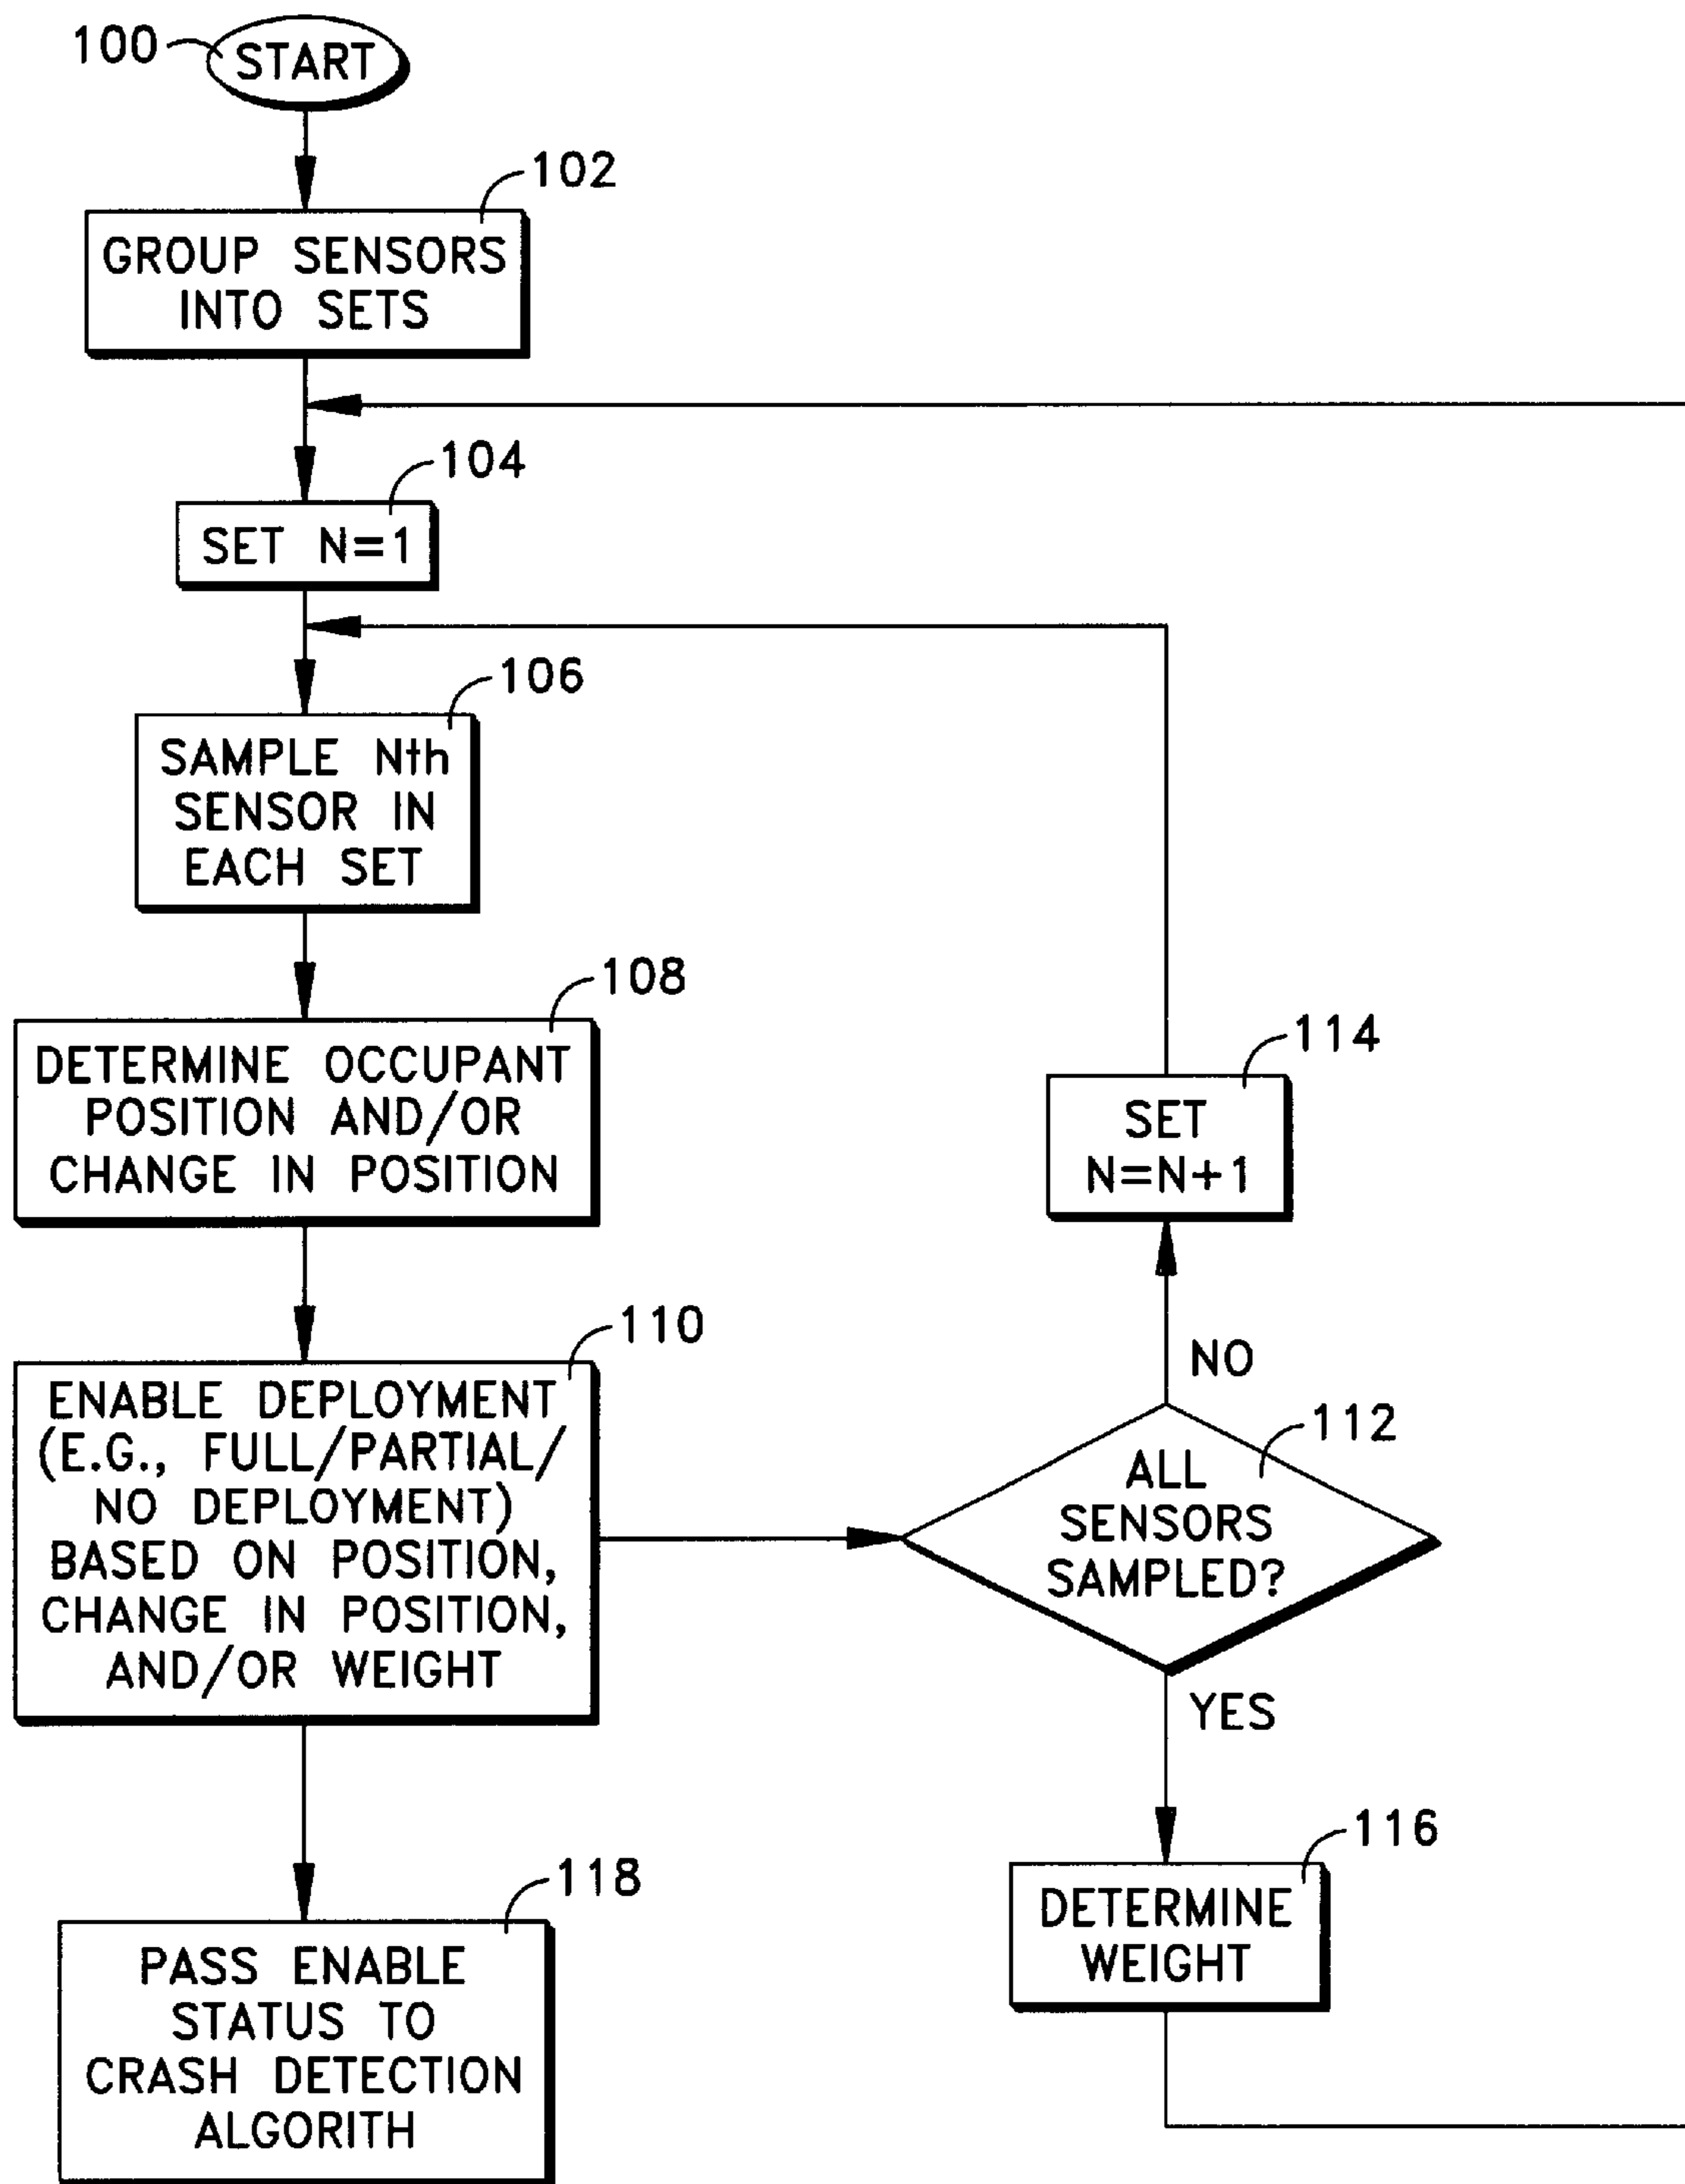 100
START
102
GROUP SENSORS
INTO SETS
104
SET N=1
106
SAMPLE Nth
SENSOR IN
EACH SET
108
DETERMINE OCCUPANT
POSITION AND/OR
CHANGE IN POSITION
110
ENABLE DEPLOYMENT
(E.G., FULL/PARTIAL/
NO DEPLOYMENT)
BASED ON POSITION,
CHANGE IN POSITION,
AND/OR WEIGHT
112
ALL
SENSORS
SAMPLED?
NO
114
SET
N=N+1
YES
116
DETERMINE
WEIGHT
118
PASS ENABLE
STATUS TO
CRASH DETECTION
ALGORITH